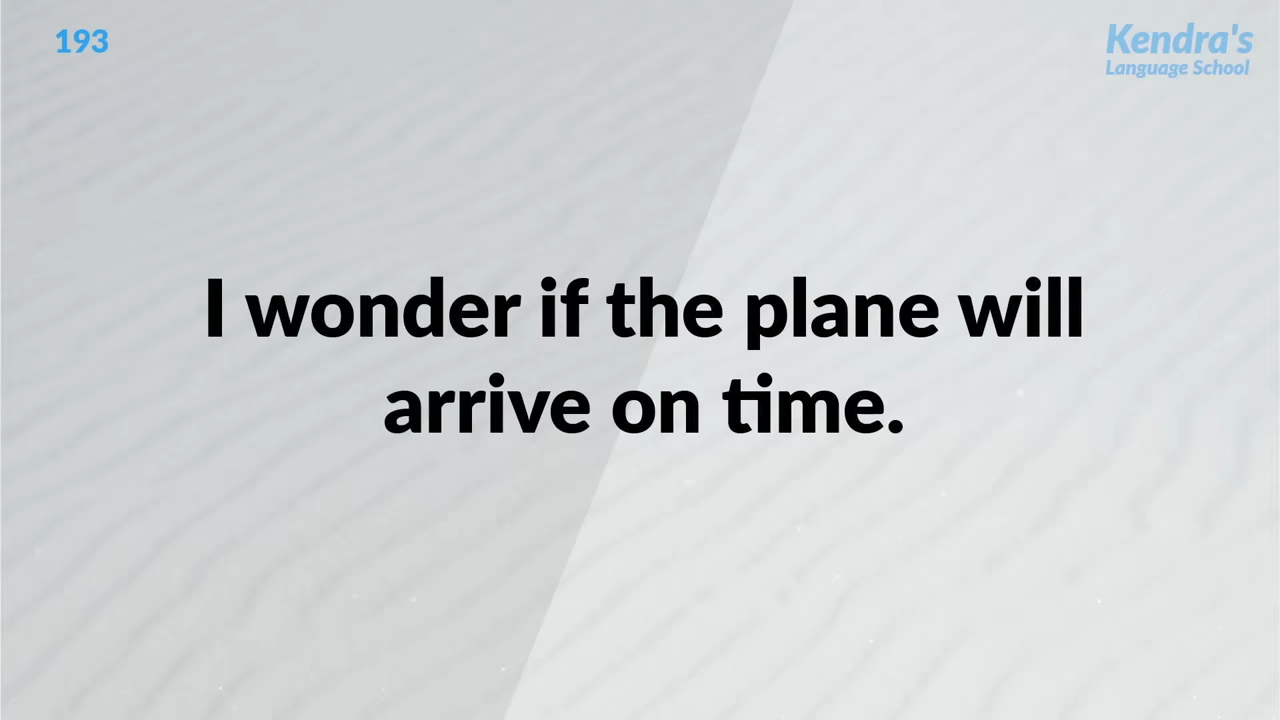 193
Kendra's
Language School
I wonder if the plane will
arrive on time.